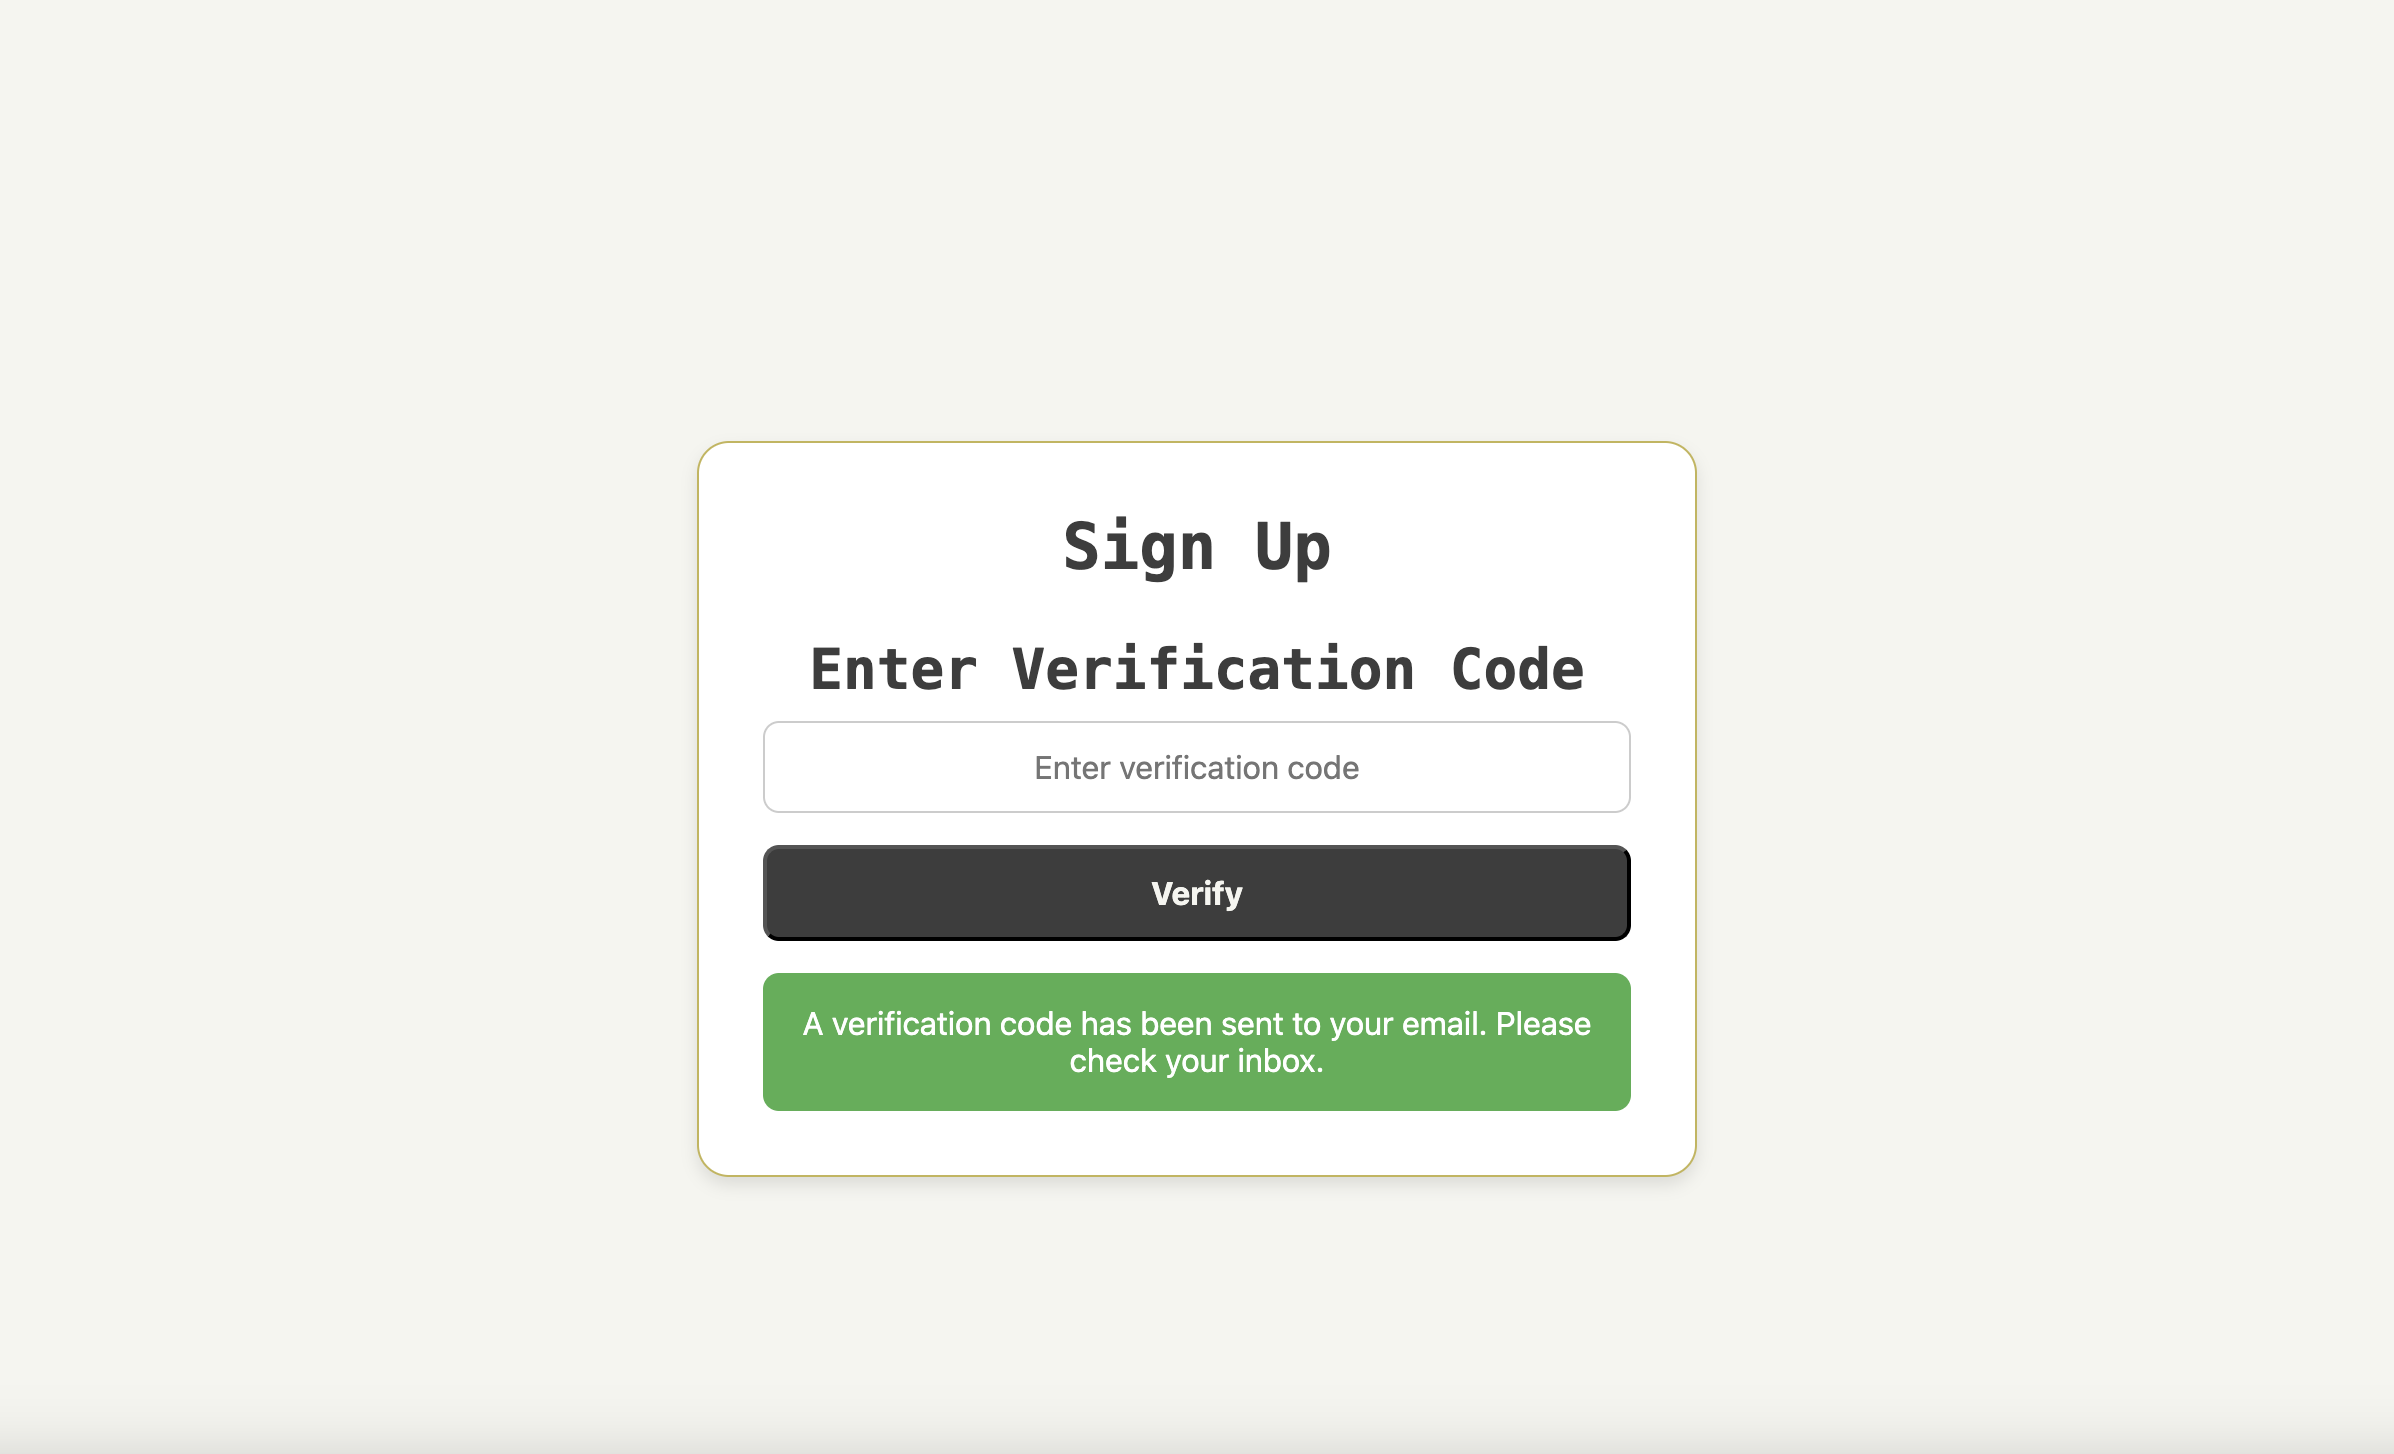 Sign Up
Enter Verification Code
Enter verification code
Verify
A verification code has been sent to your email. Please
check your inbox.